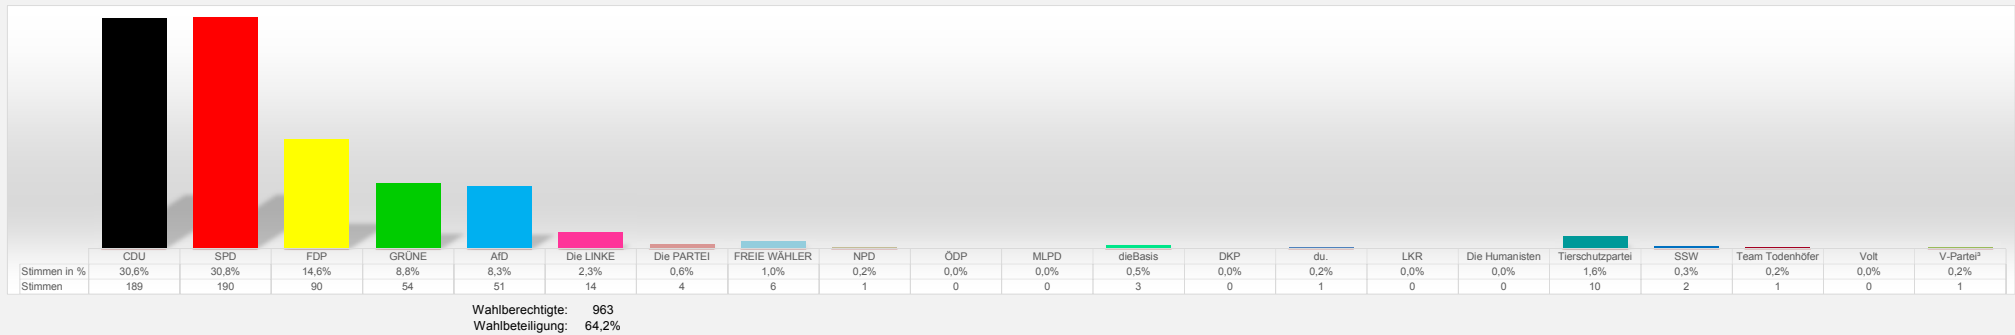 CDU SPD FDP GRÜNE AfD Die LINKE Die PARTEI FREIE WÄHLER NPD ÖDP MLPD dieBasis DKP du. LKR Die Humanisten Tierschutzpartei SSW Team Todenhöfer Volt V-Partei³
Stimmen in % 30,6% 30,8% 14,6% 8,8% 8,3% 2,3% 0,6% 1,0% 0,2% 0,0% 0,0% 0,5% 0,0% 0,2% 0,0% 0,0% 1,6% 0,3% 0,2% 0,0% 0,2%
Stimmen 189 190 90 54 51 14 4 6 1 0 0 3 0 1 0 0 10 2 1 0 1
Wahlberechtigte: 963
Wahlbeteiligung: 64,2%